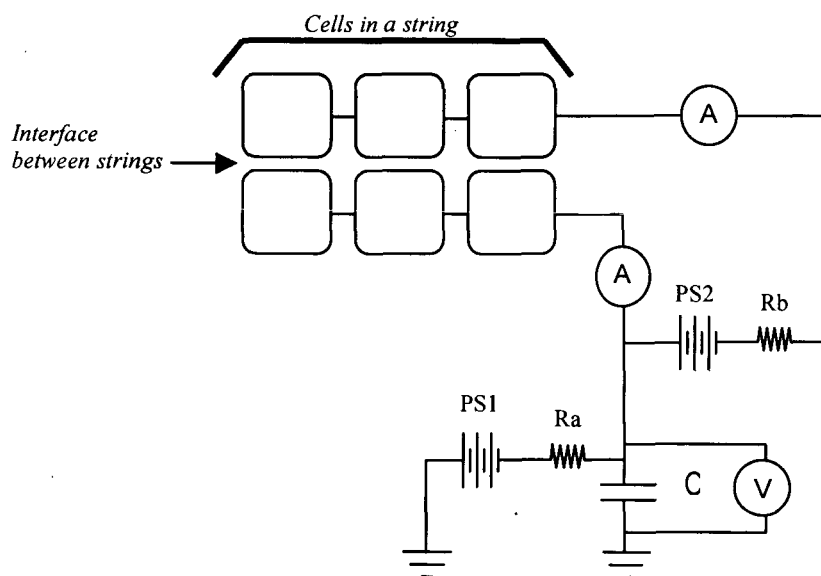 Cells in a string
Interface
between strings
A
A
PS2
Rb
PS1
Ra
C
V